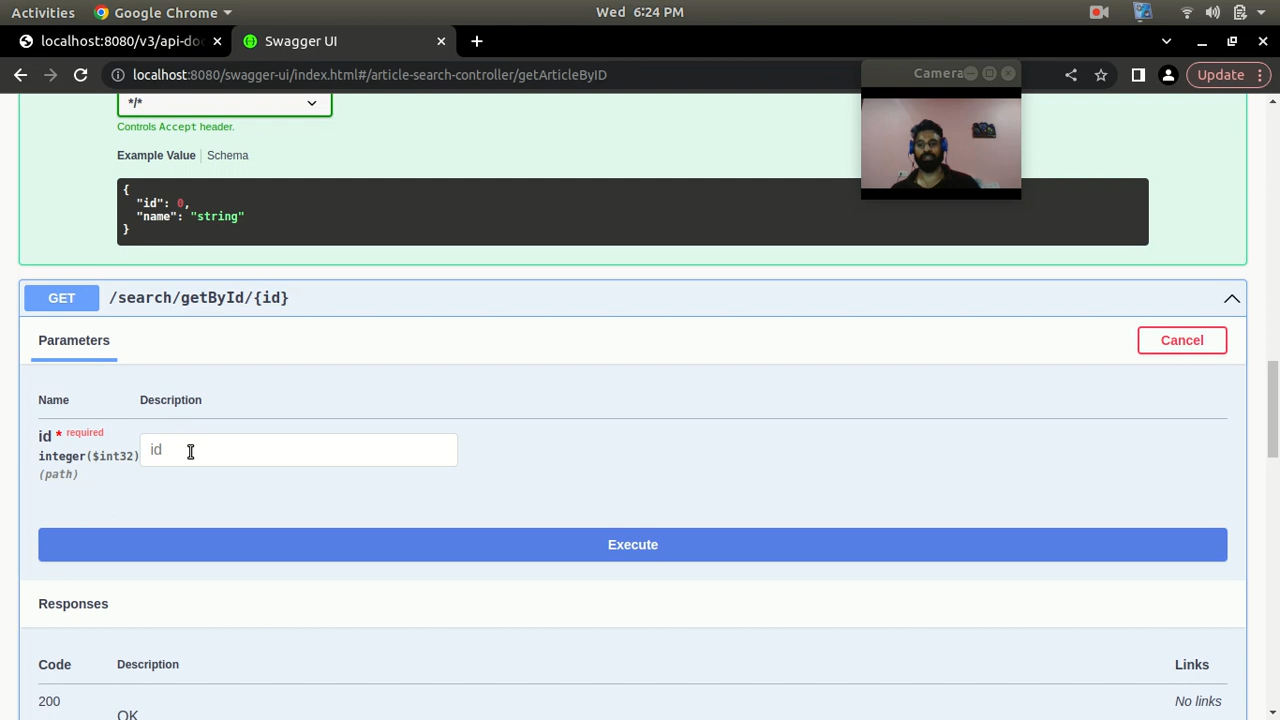 Activities Google Chrome Wed 6:24 PM
localhost:8080/v3/api-doc Swagger UI
localhost:8080/swagger-ui/index.html#/article-search-controller/getArticleByID Update
Camera
*/*
Controls Accept header.
Example Value Schema
{
"id": 0,
"name": "string"
}
GET /search/getById/{id}
Parameters Cancel
Name Description
id * required
integer($int32)
(path)
id
Execute
Responses
Code Description Links
200 OK No links